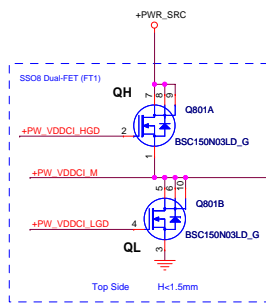 +PWR_SRC
SSO8 Dual-FET (FT1)
QH
7
8
9
Q801A
+PW_VDDCI_HGD
2
BSC150N03LD_G
1
+PW_VDDCI_M
5
6
10
Q801B
+PW_VDDCI_LGD
4
BSC150N03LD_G
QL
3
Top Side H<1.5mm